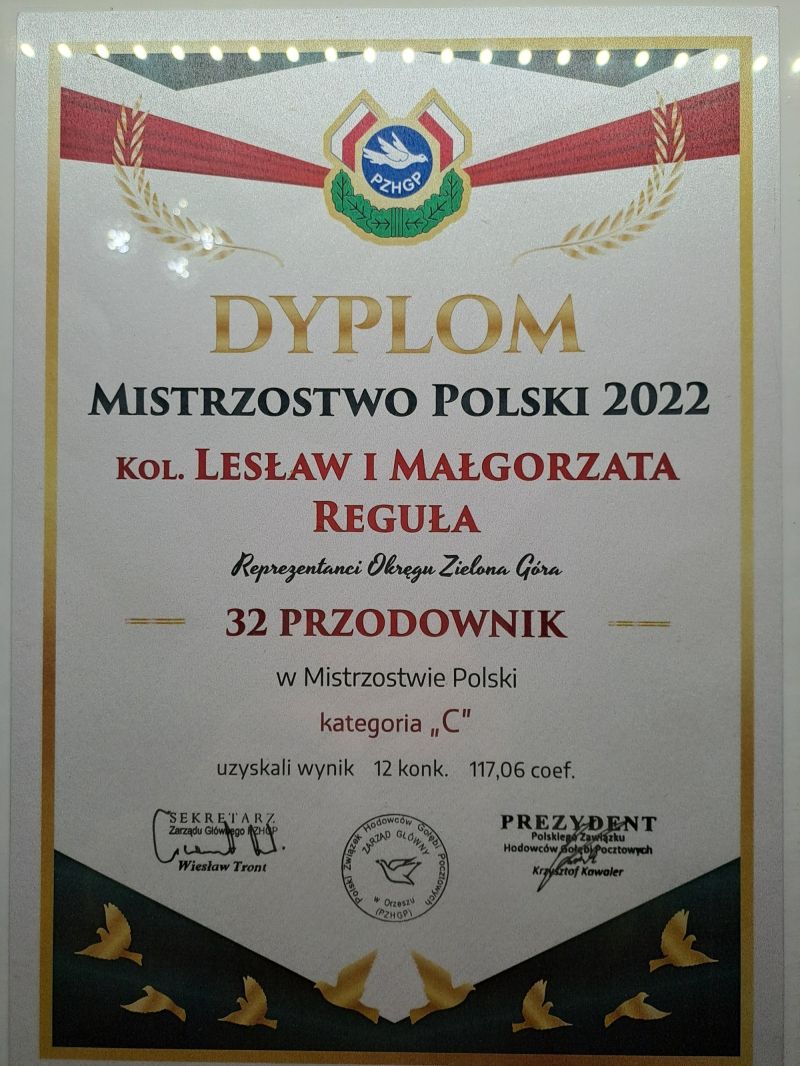 PZHGP
DYPLOM
MISTRZOSTWO POLSKI 2022
KOL. LESŁAW I MAŁGORZATA
REGUŁA
Reprezentanci Okręgu Zielona Góra
32 PRZODOWNIK
w Mistrzostwie Polski
kategoria „C”
uzyskali wynik 12 konk. 117,06 coef.
SEKRETARZ
Zarządu Głównego PZHGP
Wiesław Tront
Polski Związek Hodowców Gołębi Pocztowych
ZARZĄD GŁÓWNY
w Orzeszu
(PZHGP)
PREZYDENT
Polskiego Zawiązku
Hodowców Gołębi Pocztowych
Krzysztof Kawaler